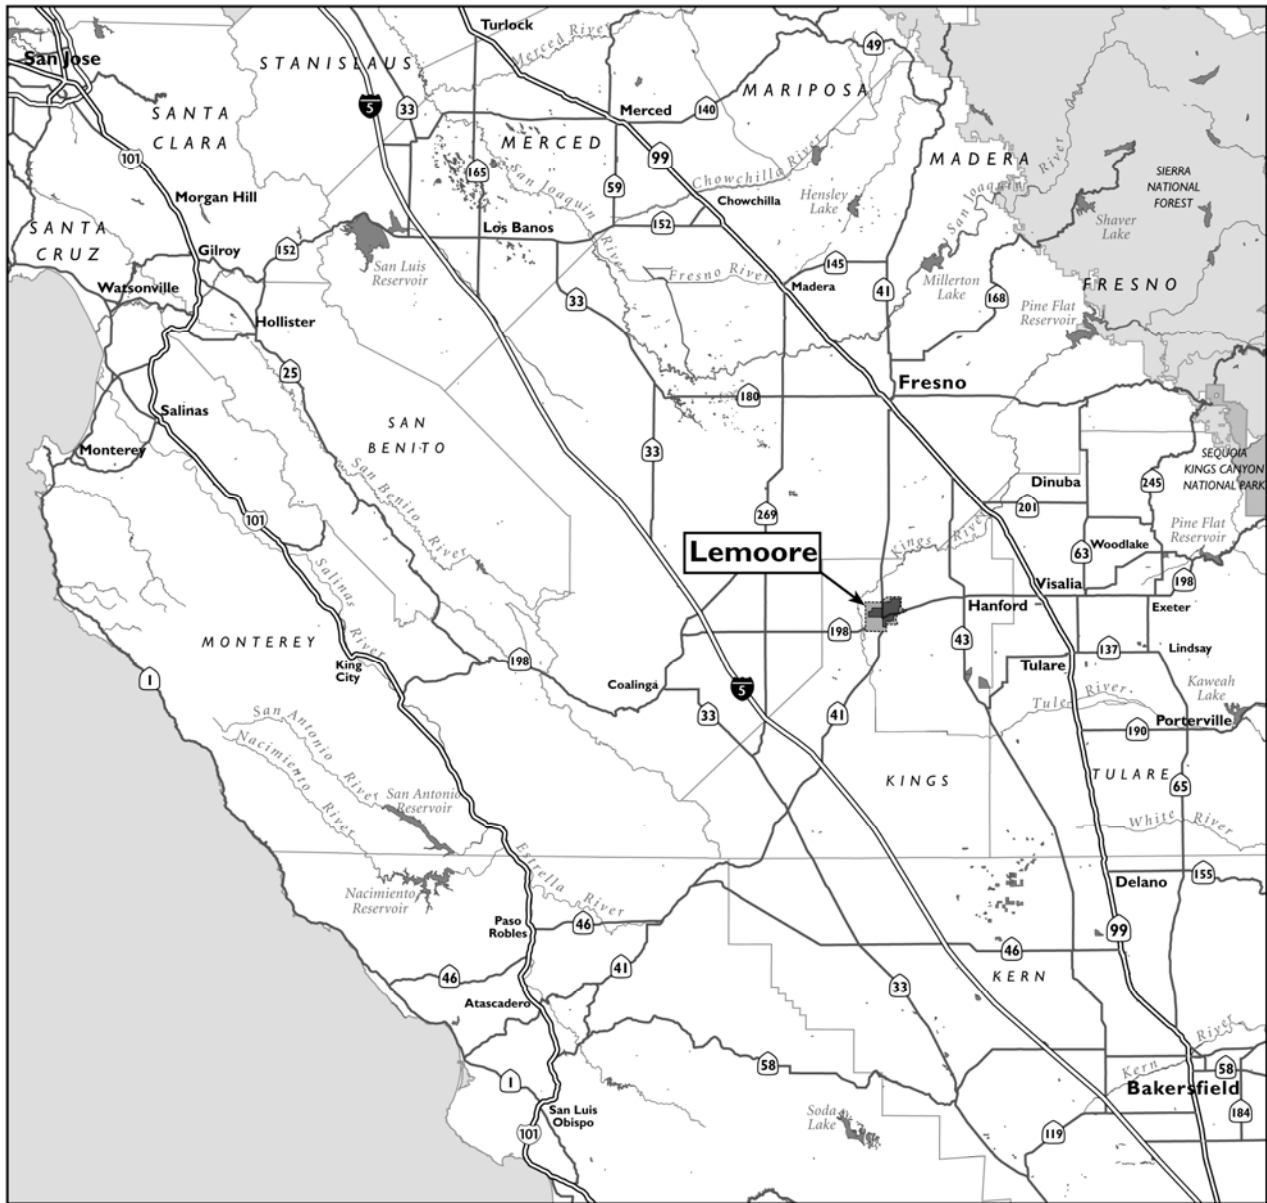 Turlock
Merced River
49
San Jose
STANISLAUS
5
33
SANTA
CLARA
Merced
140
MARIPOSA
MERCED
99
101
165
San Joaquin
River
59
Chowchilla River
MADERA
San Joaquin River
SIERRA
NATIONAL
FOREST
Morgan Hill
Chowchilla
Hensley
Lake
Shaver
Lake
SANTA
CRUZ
Gilroy
152
Los Banos
152
San Luis
Reservoir
Fresno River
145
Madera
41
Millerton
Lake
168
FRESNO
Pine Flat
Reservoir
Watsonville
Hollister
33
25
Fresno
180
Salinas
SAN
BENITO
Monterey
33
San Benito River
Dinuba
245
SEQUOIA
KINGS CANYON
NATIONAL PARK
201
101
269
Kings River
Pine Flat
Reservoir
Lemoore
63
Woodlake
Salinas River
Visalia
198
Hanford
Exeter
MONTEREY
198
43
137
Lindsay
King
City
198
Tulare
1
Coalinga
5
Kaweah
Lake
33
41
Tule River
Porterville
190
San Antonio River
Nacimiento River
KINGS
TULARE
65
San Antonio
Reservoir
White River
Estrella River
Nacimiento
Reservoir
155
Delano
Paso
Robles
46
99
46
41
46
KERN
33
Atascadero
Kern River
58
58
1
Bakersfield
San Luis
Obispo
Soda
Lake
184
101
119